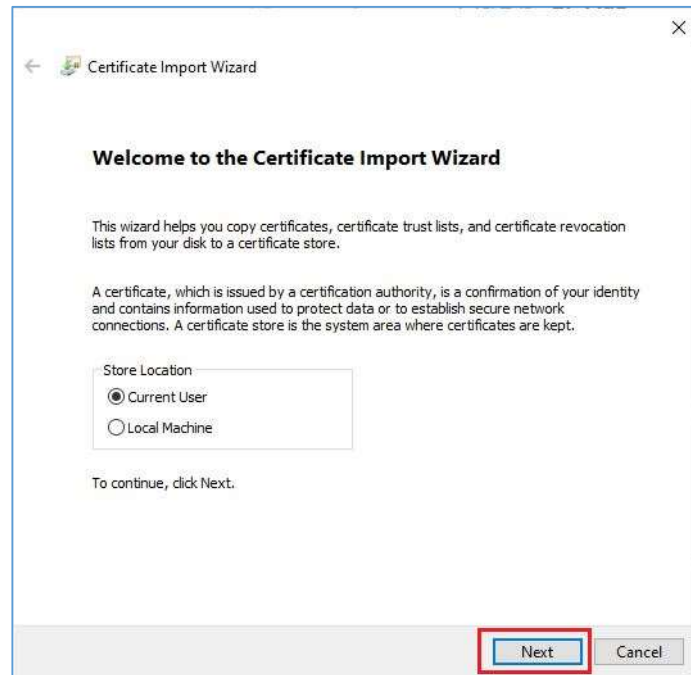 Certificate Import Wizard
Welcome to the Certificate Import Wizard
This wizard helps you copy certificates, certificate trust lists, and certificate revocation
lists from your disk to a certificate store.
A certificate, which is issued by a certification authority, is a confirmation of your identity
and contains information used to protect data or to establish secure network
connections. A certificate store is the system area where certificates are kept.
Store Location
Current User
Local Machine
To continue, click Next.
Next Cancel